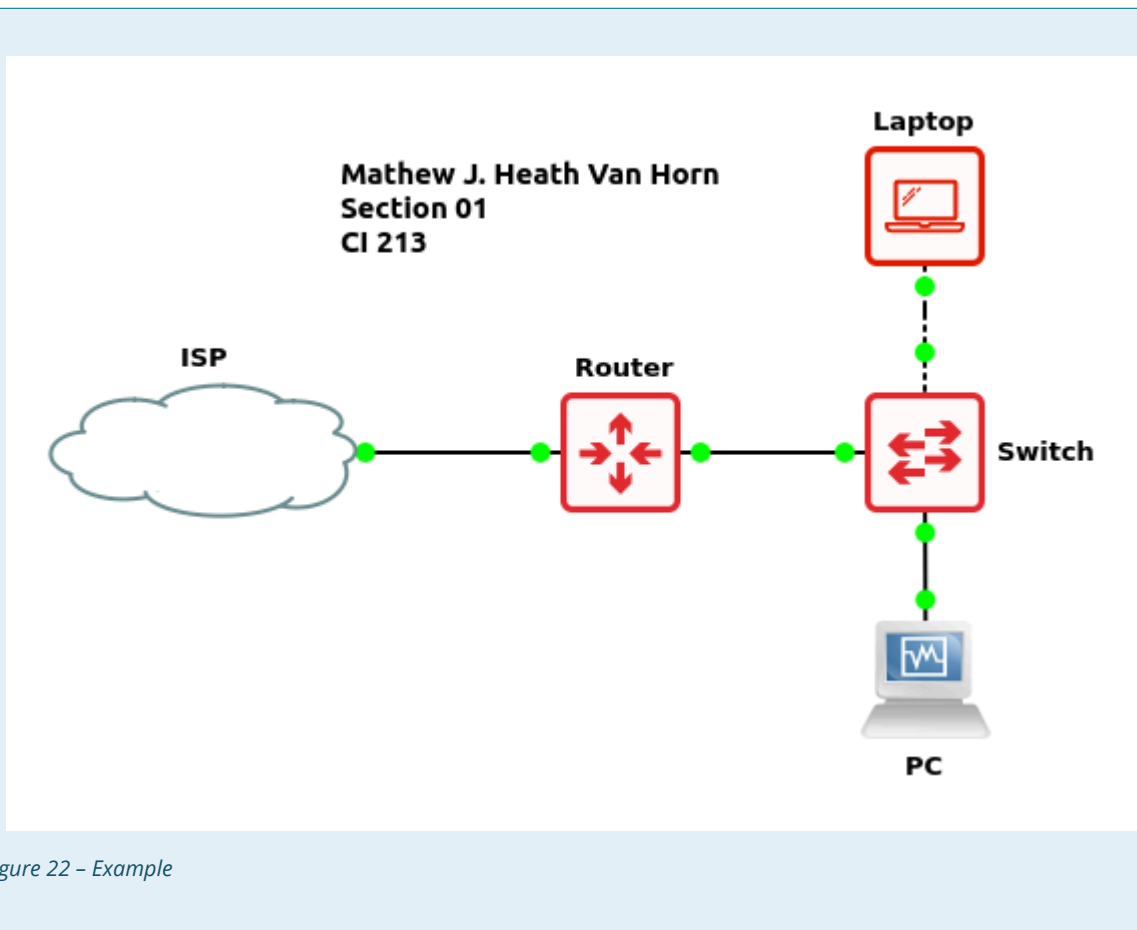 Laptop
Mathew J. Heath Van Horn
Section 01
CI 213
ISP
Router
Switch
PC
gure 22 – Example